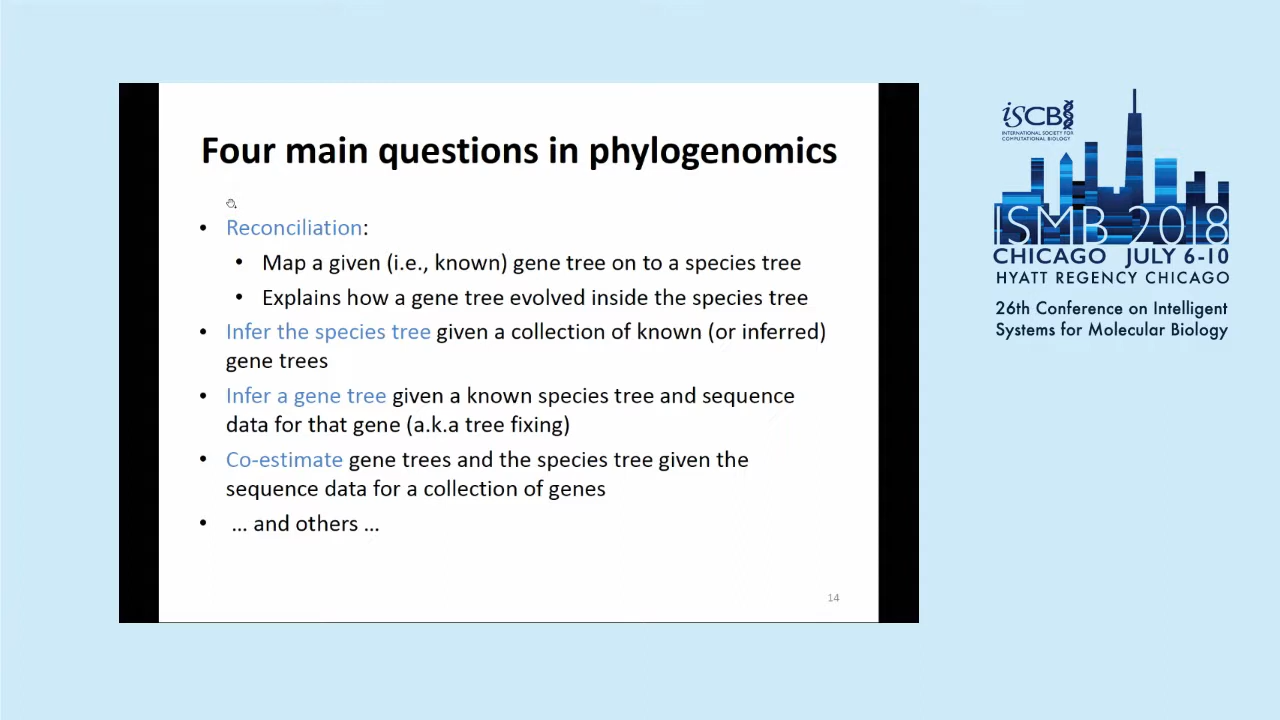 Four main questions in phylogenomics
• Reconciliation:
• Map a given (i.e., known) gene tree on to a species tree
• Explains how a gene tree evolved inside the species tree
• Infer the species tree given a collection of known (or inferred)
gene trees
• Infer a gene tree given a known species tree and sequence
data for that gene (a.k.a tree fixing)
• Co-estimate gene trees and the species tree given the
sequence data for a collection of genes
• ... and others ...
14
iSCB
INTERNATIONAL SOCIETY FOR
COMPUTATIONAL BIOLOGY
ISMB 2018
CHICAGO JULY 6-10
HYATT REGENCY CHICAGO
26th Conference on Intelligent
Systems for Molecular Biology